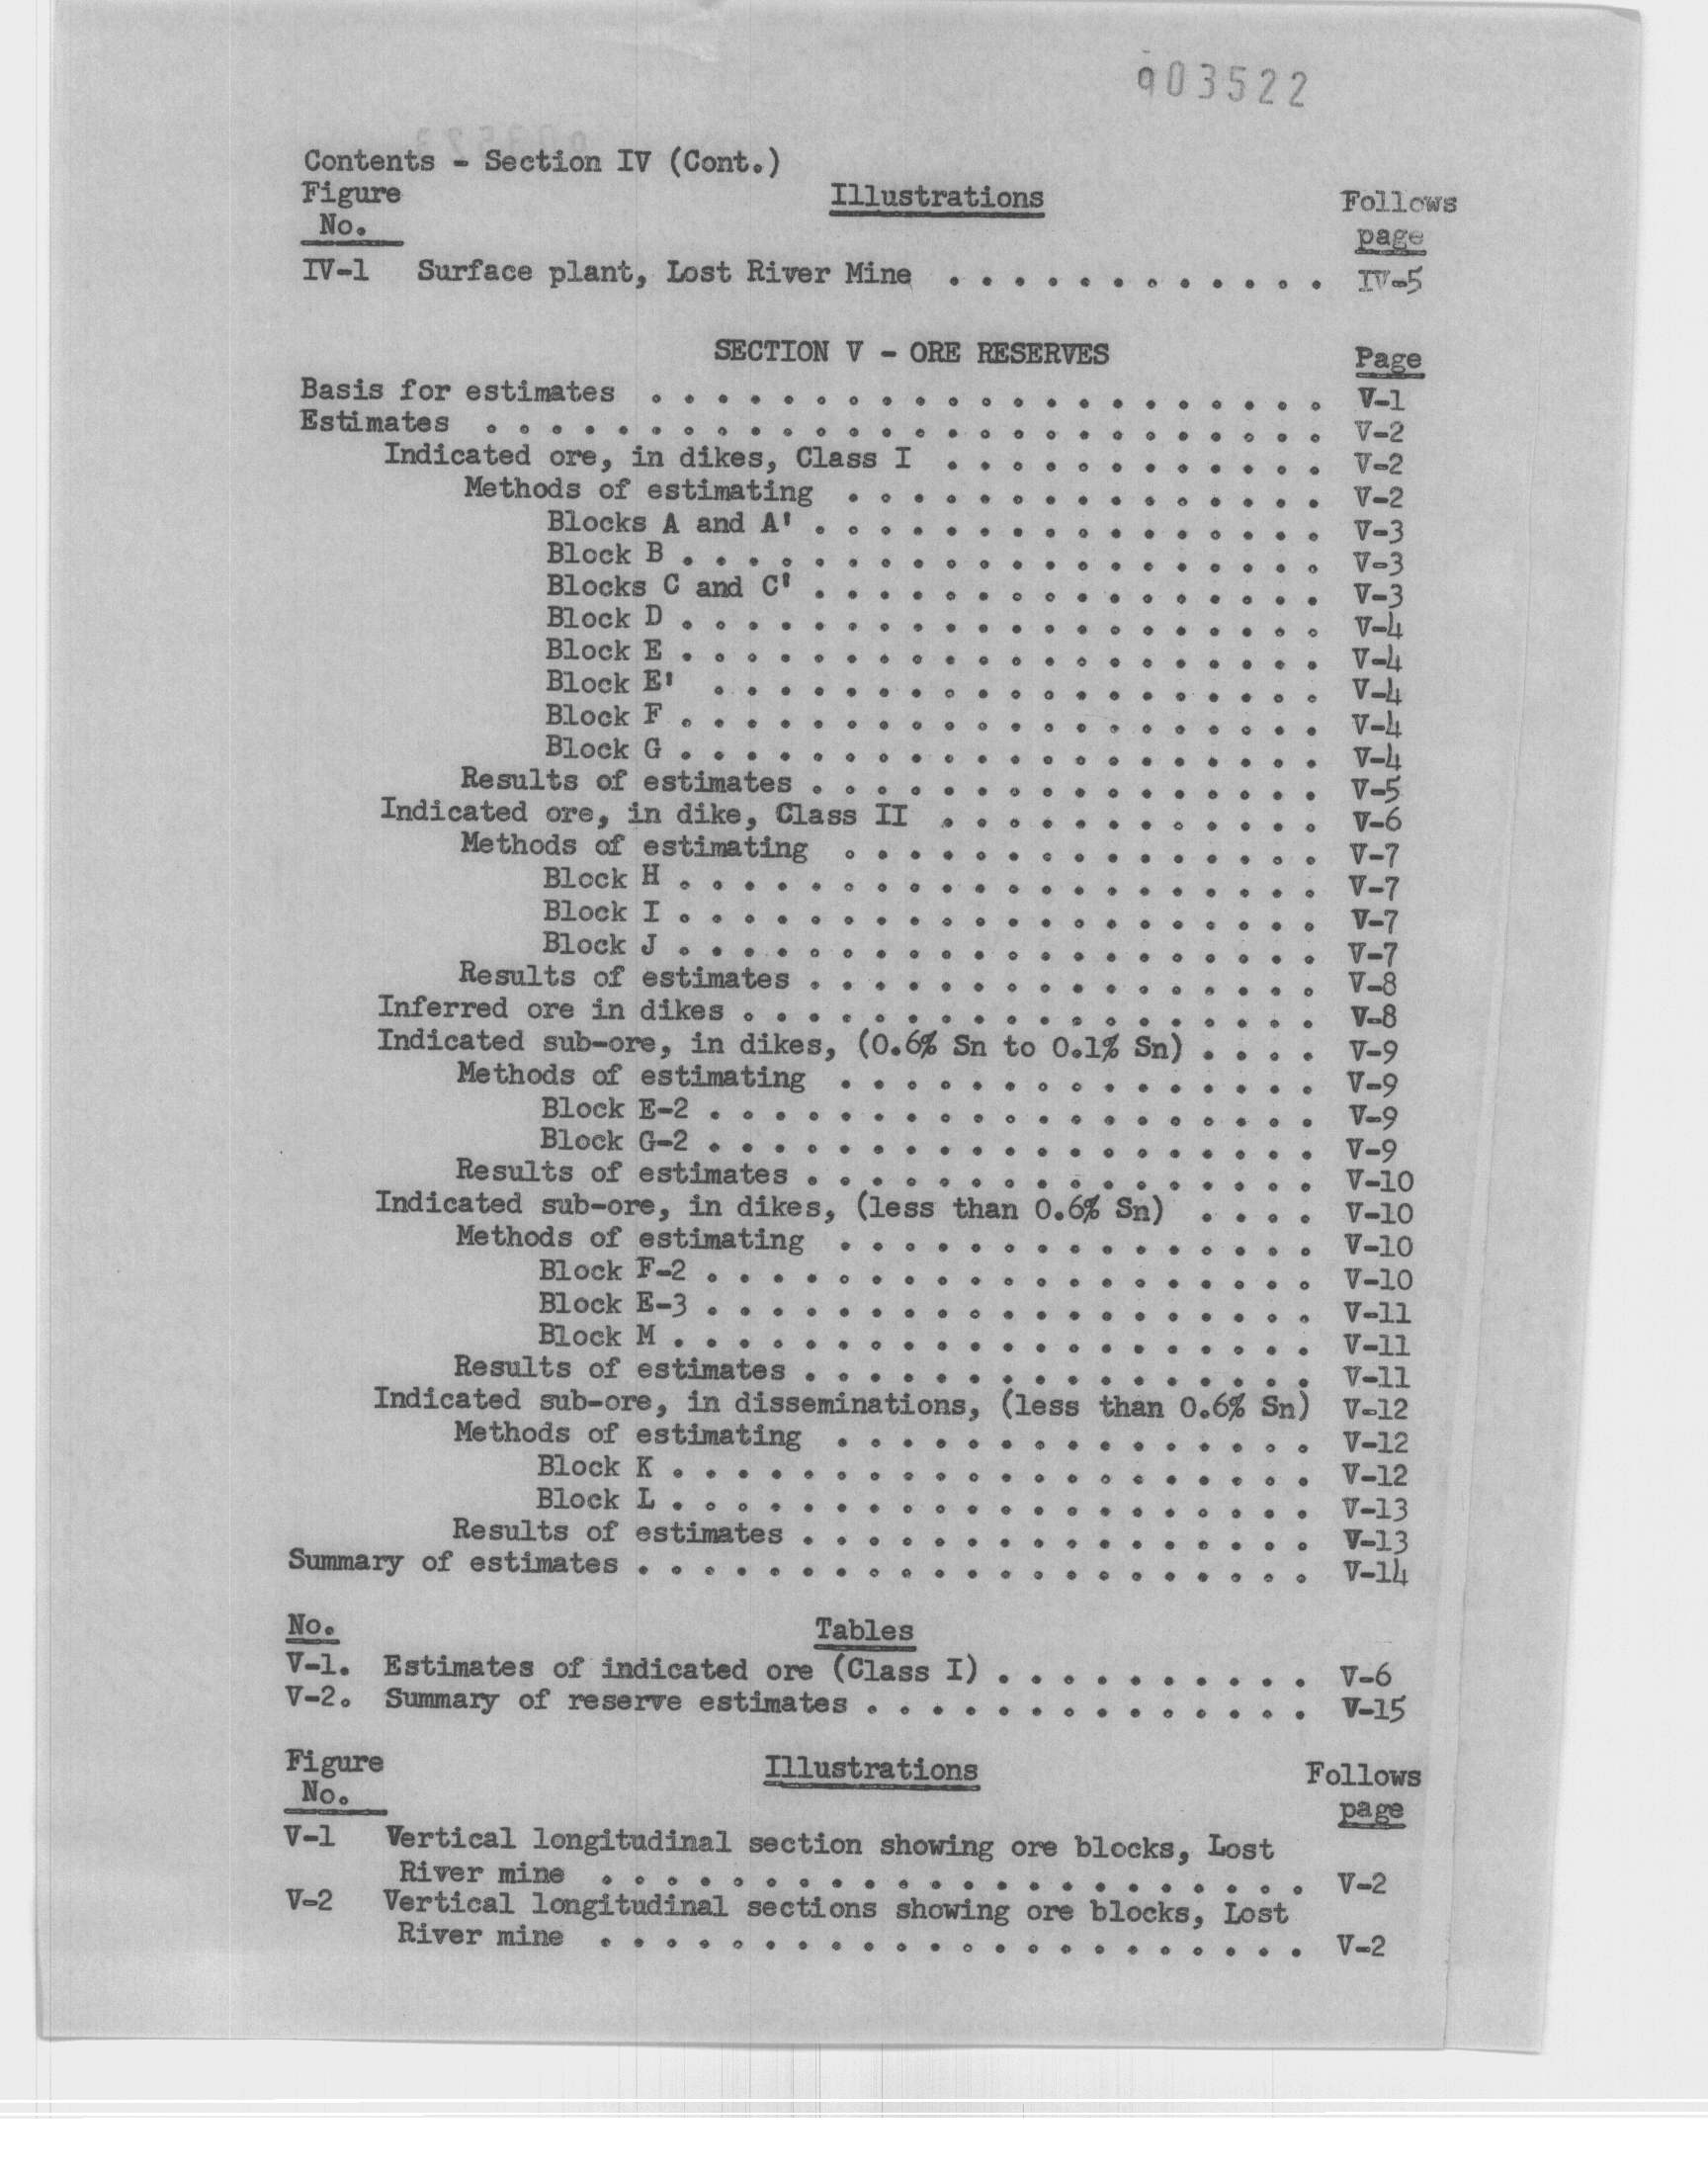 903522
Contents - Section IV (Cont.)
Figure No. Illustrations Follows page
IV-1 Surface plant, Lost River Mine . . . . . . . . . . . . IV-5
SECTION V - ORE RESERVES Page
Basis for estimates . . . . . . . . . . . . . . . . . . . . . V-1
Estimates . . . . . . . . . . . . . . . . . . . . . . . . . . V-2
Indicated ore, in dikes, Class I . . . . . . . . . . . . V-2
Methods of estimating . . . . . . . . . . . . . . . V-2
Blocks A and A' . . . . . . . . . . . . . . . . V-3
Block B . . . . . . . . . . . . . . . . . . . . V-3
Blocks C and C' . . . . . . . . . . . . . . . . V-3
Block D . . . . . . . . . . . . . . . . . . . . V-4
Block E . . . . . . . . . . . . . . . . . . . . V-4
Block E' . . . . . . . . . . . . . . . . . . . V-4
Block F . . . . . . . . . . . . . . . . . . . . V-4
Block G . . . . . . . . . . . . . . . . . . . . V-4
Results of estimates . . . . . . . . . . . . . . . . V-5
Indicated ore, in dike, Class II . . . . . . . . . . . . V-6
Methods of estimating . . . . . . . . . . . . . . . V-7
Block H . . . . . . . . . . . . . . . . . . . . V-7
Block I . . . . . . . . . . . . . . . . . . . . V-7
Block J . . . . . . . . . . . . . . . . . . . . V-7
Results of estimates . . . . . . . . . . . . . . . . V-8
Inferred ore in dikes . . . . . . . . . . . . . . . . . . V-8
Indicated sub-ore, in dikes, (0.6% Sn to 0.1% Sn) . . . . V-9
Methods of estimating . . . . . . . . . . . . . . . V-9
Block E-2 . . . . . . . . . . . . . . . . . . . V-9
Block G-2 . . . . . . . . . . . . . . . . . . . V-9
Results of estimates . . . . . . . . . . . . . . . . V-10
Indicated sub-ore, in dikes, (less than 0.6% Sn) . . . . V-10
Methods of estimating . . . . . . . . . . . . . . . V-10
Block F-2 . . . . . . . . . . . . . . . . . . . V-10
Block E-3 . . . . . . . . . . . . . . . . . . . V-11
Block M . . . . . . . . . . . . . . . . . . . . V-11
Results of estimates . . . . . . . . . . . . . . . . V-11
Indicated sub-ore, in disseminations, (less than 0.6% Sn) V-12
Methods of estimating . . . . . . . . . . . . . . . V-12
Block K . . . . . . . . . . . . . . . . . . . . V-12
Block L . . . . . . . . . . . . . . . . . . . . V-13
Results of estimates . . . . . . . . . . . . . . . . V-13
Summary of estimates . . . . . . . . . . . . . . . . . . . . . V-14
No. Tables
V-1. Estimates of indicated ore (Class I) . . . . . . . . . . V-6
V-2. Summary of reserve estimates . . . . . . . . . . . . . . V-15
Figure No. Illustrations Follows page
V-1 Vertical longitudinal section showing ore blocks, Lost
River mine . . . . . . . . . . . . . . . . . . . . . . V-2
V-2 Vertical longitudinal sections showing ore blocks, Lost
River mine . . . . . . . . . . . . . . . . . . . . . . V-2